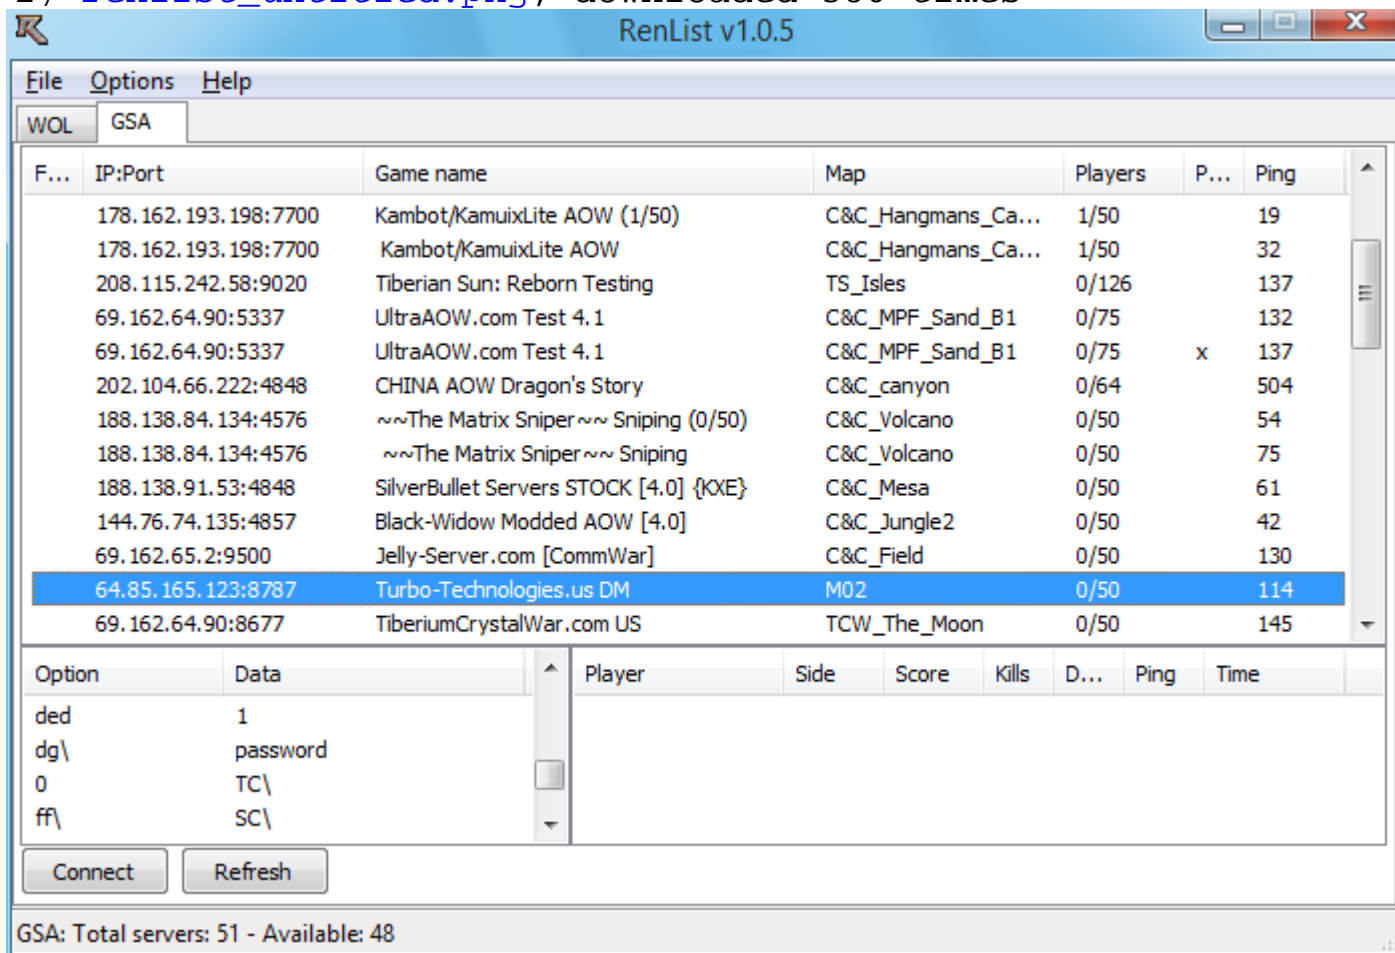 RenList v1.0.5
File Options Help
WOL GSA
F... IP:Port Game name Map Players P... Ping
178.162.193.198:7700 Kambot/KamuixLite AOW (1/50) C&C_Hangmans_Ca... 1/50 19
178.162.193.198:7700 Kambot/KamuixLite AOW C&C_Hangmans_Ca... 1/50 32
208.115.242.58:9020 Tiberian Sun: Reborn Testing TS_Isles 0/126 137
69.162.64.90:5337 UltraAOW.com Test 4.1 C&C_MPF_Sand_B1 0/75 132
69.162.64.90:5337 UltraAOW.com Test 4.1 C&C_MPF_Sand_B1 0/75 x 137
202.104.66.222:4848 CHINA AOW Dragon's Story C&C_canyon 0/64 504
188.138.84.134:4576 ~~The Matrix Sniper~~ Sniping (0/50) C&C_Volcano 0/50 54
188.138.84.134:4576 ~~The Matrix Sniper~~ Sniping C&C_Volcano 0/50 75
188.138.91.53:4848 SilverBullet Servers STOCK [4.0] {KXE} C&C_Mesa 0/50 61
144.76.74.135:4857 Black-Widow Modded AOW [4.0] C&C_Jungle2 0/50 42
69.162.65.2:9500 Jelly-Server.com [CommWar] C&C_Field 0/50 130
64.85.165.123:8787 Turbo-Technologies.us DM M02 0/50 114
69.162.64.90:8677 TiberiumCrystalWar.com US TCW_The_Moon 0/50 145
Option Data Player Side Score Kills D... Ping Time
ded 1
dg\ password
0 TC\
ff\ SC\
Connect Refresh
GSA: Total servers: 51 - Available: 48